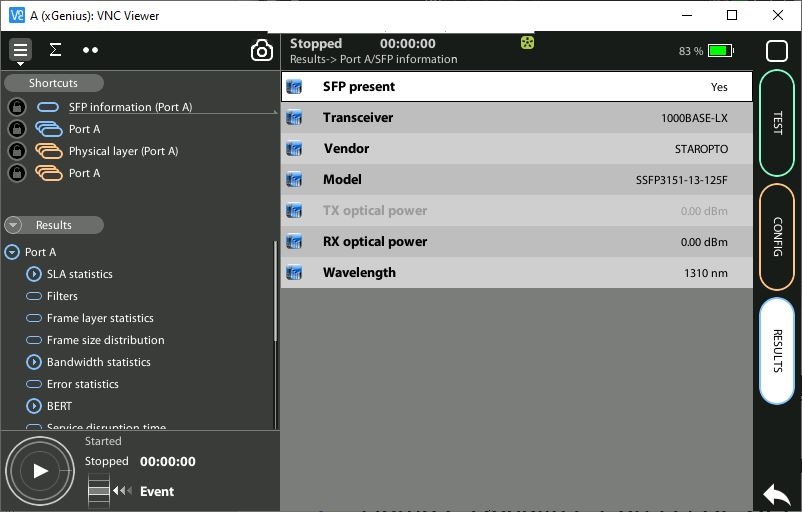 A (xGenius): VNC Viewer
Σ
Stopped 00:00:00
Results-> Port A/SFP information
83 %
Shortcuts
SFP information (Port A)
Port A
Physical layer (Port A)
Port A
Results
Port A
SLA statistics
Filters
Frame layer statistics
Frame size distribution
Bandwidth statistics
Error statistics
BERT
Service disruption time
Started
Stopped 00:00:00
Event
SFP present Yes
Transceiver 1000BASE-LX
Vendor STAROPTO
Model SSFP3151-13-125F
TX optical power 0.00 dBm
RX optical power 0.00 dBm
Wavelength 1310 nm
TEST
CONFIG
RESULTS